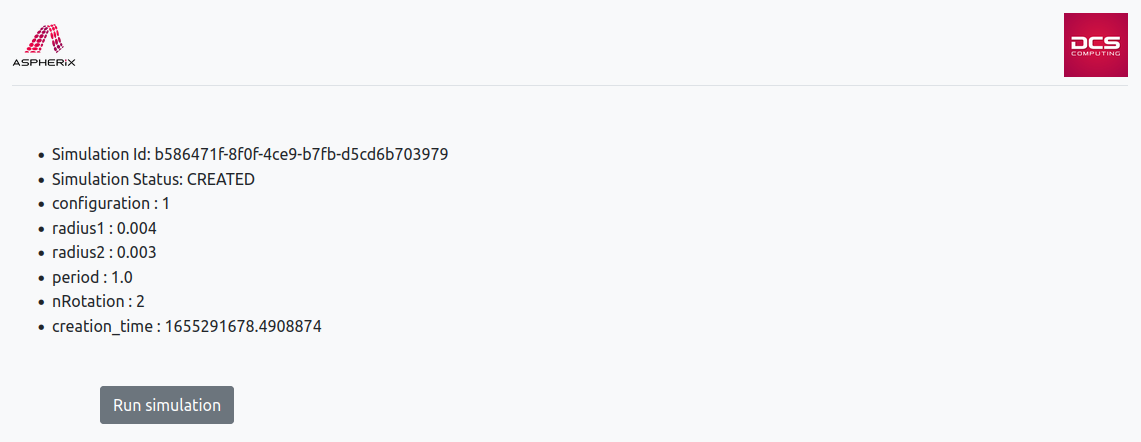 ASPHERiX
DCS
COMPUTING
• Simulation Id: b586471f-8f0f-4ce9-b7fb-d5cd6b703979
• Simulation Status: CREATED
• configuration : 1
• radius1 : 0.004
• radius2 : 0.003
• period : 1.0
• nRotation : 2
• creation_time : 1655291678.4908874
Run simulation